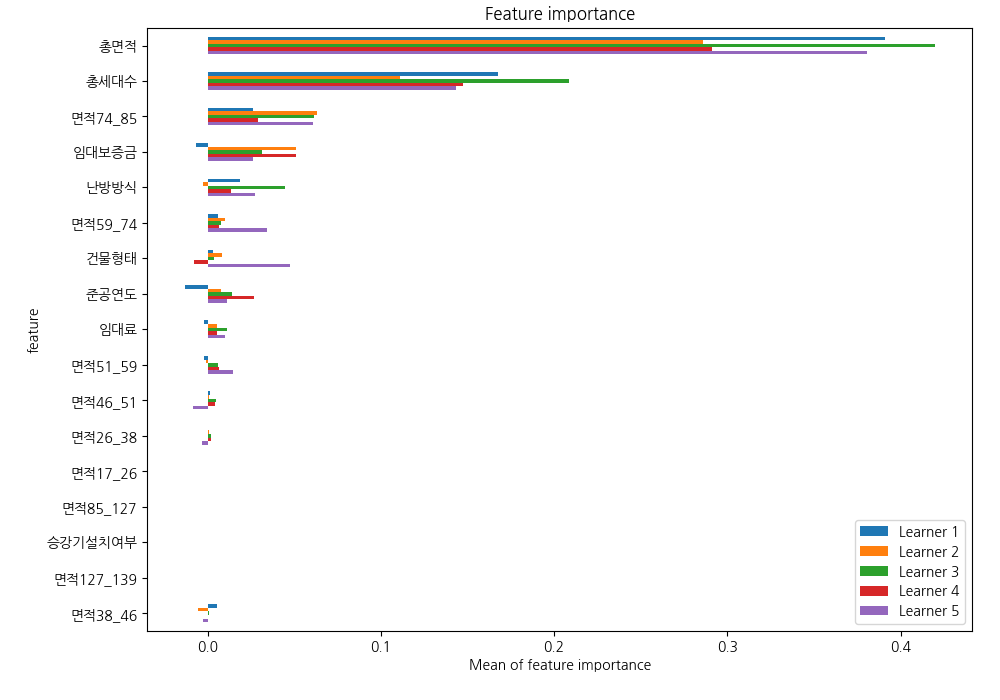 Feature importance
총면적
총세대수
면적74_85
임대보증금
난방방식
면적59_74
건물형태
준공연도
임대료
면적51_59
면적46_51
면적26_38
면적17_26
면적85_127
승강기설치여부
면적127_139
면적38_46
feature
Learner 1
Learner 2
Learner 3
Learner 4
Learner 5
0.0 0.1 0.2 0.3 0.4
Mean of feature importance